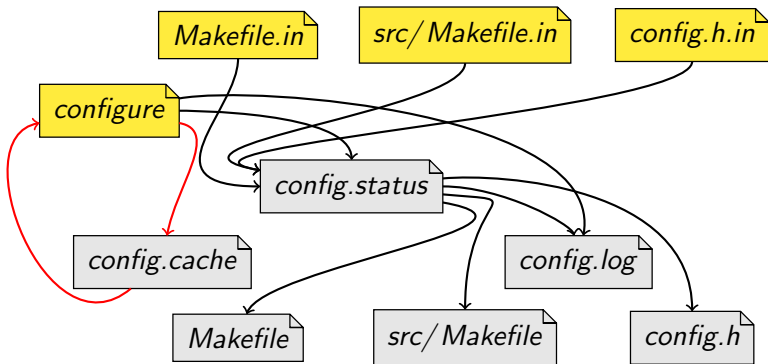 Makefile.in
src/Makefile.in
config.h.in
configure
config.status
config.cache
config.log
Makefile
src/Makefile
config.h